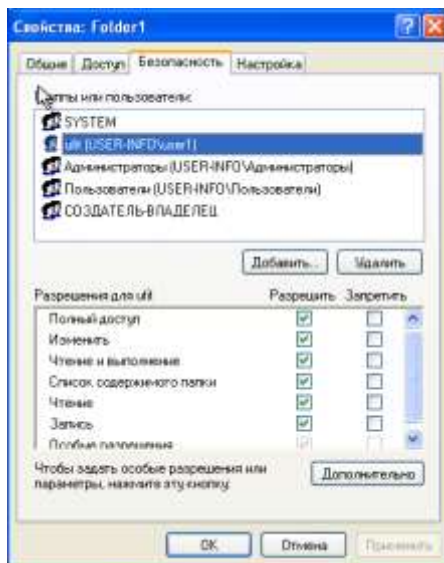 Свойства: Folder1
Общие Доступ Безопасность Настройка
Группы или пользователи:
SYSTEM
util (USER-INFO\user1)
Администраторы (USER-INFO\Администраторы)
Пользователи (USER-INFO\Пользователи)
СОЗДАТЕЛЬ-ВЛАДЕЛЕЦ
Добавить... Удалить
Разрешения для util Разрешить Запретить
Полный доступ
Изменить
Чтение и выполнение
Список содержимого папки
Чтение
Запись
Особые разрешения
Чтобы задать особые разрешения или
параметры, нажмите эту кнопку.
Дополнительно
OK Отмена Применить